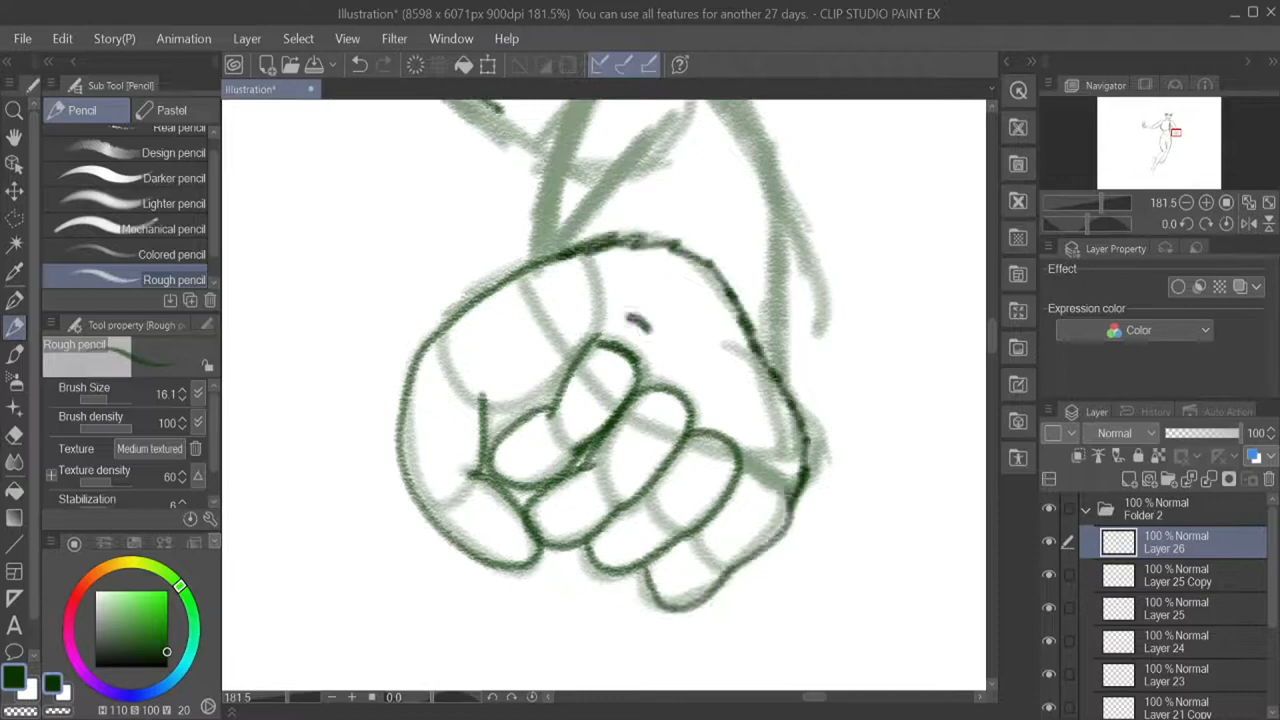 Illustration* (8598 x 6071px 900dpi 181.5%)  You can use all features for another 27 days. - CLIP STUDIO PAINT EX
File Edit Story(P) Animation Layer Select View Filter Window Help
Sub Tool [Pencil]
Pencil Pastel
Real pencil
Design pencil
Darker pencil
Lighter pencil
Mechanical pencil
Colored pencil
Rough pencil
Tool property [Rough p
Rough pencil
Brush Size 16.1
Brush density 100
Texture Medium textured
Texture density 60
Stabilization 6
H 110 S 100 V 20
Illustration*
181.5 0.0
Navigator
181.5
0.0
Layer Property
Effect
Expression color
Color
Layer History Auto Action
Normal 100
100 % Normal
Folder 2
100 % Normal
Layer 26
100 % Normal
Layer 25 Copy
100 % Normal
Layer 25
100 % Normal
Layer 24
100 % Normal
Layer 23
100 % Normal
Layer 21 Copy